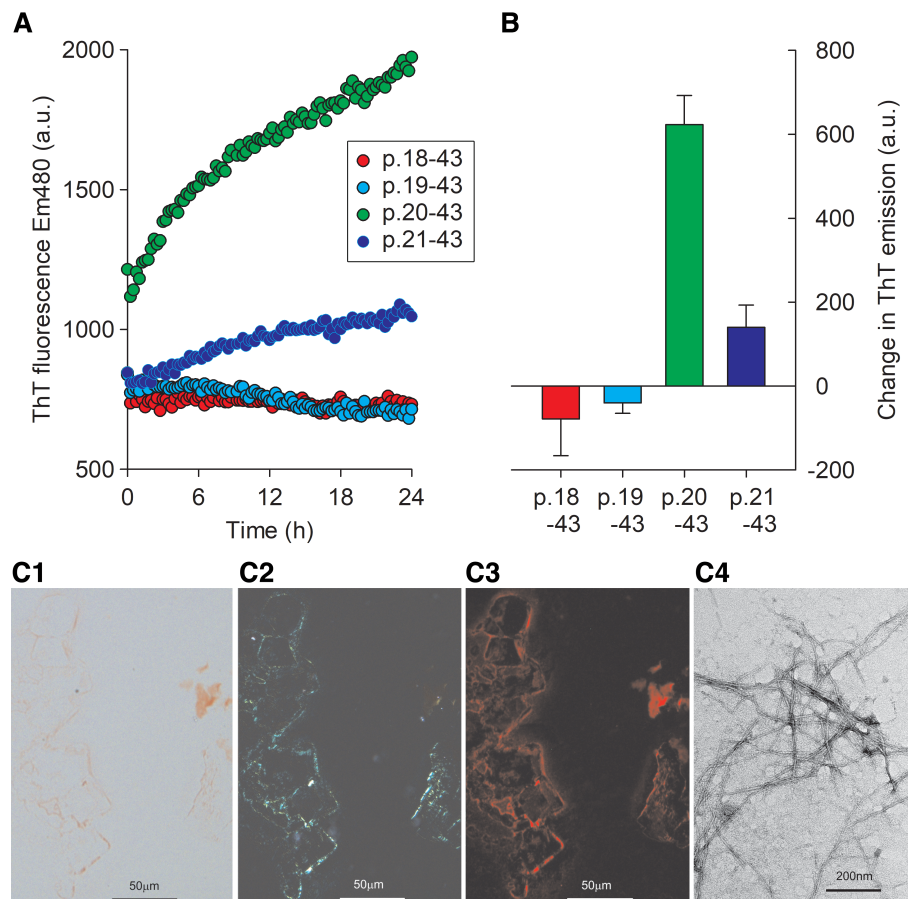 A
B
2000
1500
1000
500
ThT fluorescence Em480 (a.u.)
0
6
12
18
24
Time (h)
p.18-43
p.19-43
p.20-43
p.21-43
800
600
400
200
0
-200
Change in ThT emission (a.u.)
p.18
-43
p.19
-43
p.20
-43
p.21
-43
C1
C2
C3
C4
50μm
50μm
50μm
200nm